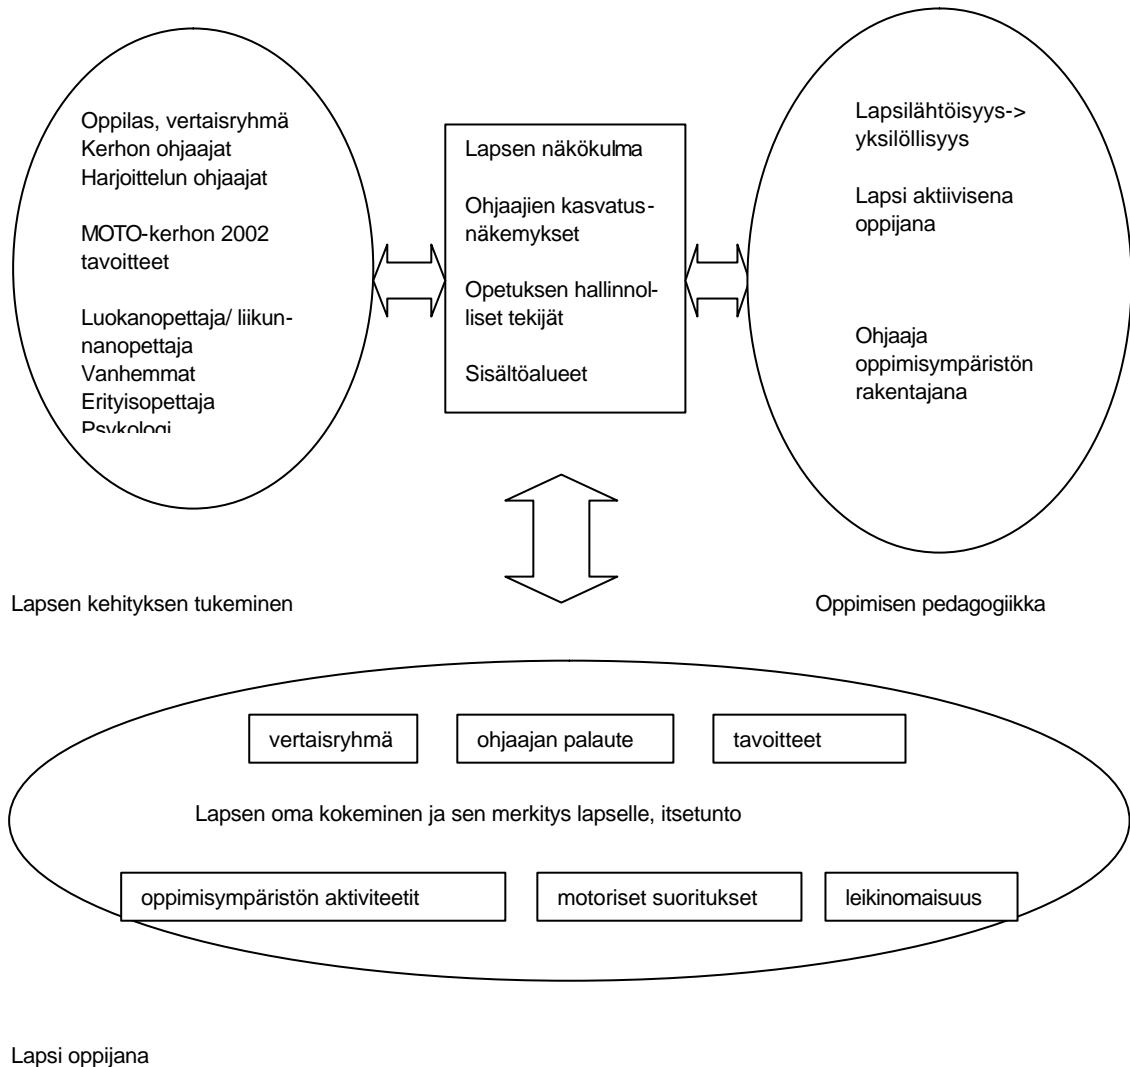 Oppilas, vertaisryhmä
Kerhon ohjaajat
Harjoittelun ohjaajat
MOTO-kerhon 2002
tavoitteet
Luokanopettaja/ liikun-
nanopettaja
Vanhemmat
Erityisopettaja
Psykologi
Lapsen näkökulma
Ohjaajien kasvatus-
näkemykset
Opetuksen hallinnol-
liset tekijät
Sisältöalueet
Lapsilähtöisyys->
yksilöllisyys
Lapsi aktiivisena
oppijana
Ohjaaja
oppimisympäristön
rakentajana
Lapsen kehityksen tukeminen
Oppimisen pedagogiikka
vertaisryhmä
ohjaajan palaute
tavoitteet
Lapsen oma kokeminen ja sen merkitys lapselle, itsetunto
oppimisympäristön aktiviteetit
motoriset suoritukset
leikinomaisuus
Lapsi oppijana